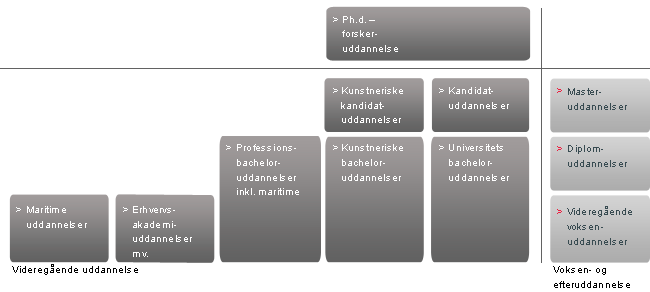 > Ph.d. –
forsker-
uddannelse
> Kunstneriske
kandidat-
uddannelser
> Kandidat-
uddannelser
> Master-
uddannelser
> Professions-
bachelor-
uddannelser
inkl. maritime
> Kunstneriske
bachelor-
uddannelser
> Universitets
bachelor-
uddannelser
> Diplom-
uddannelser
> Maritime
uddannelser
> Erhvervs-
akademi-
uddannelser
mv.
> Videregående
voksen-
uddannelser
Videregående uddannelse
Voksen- og
efteruddannelse